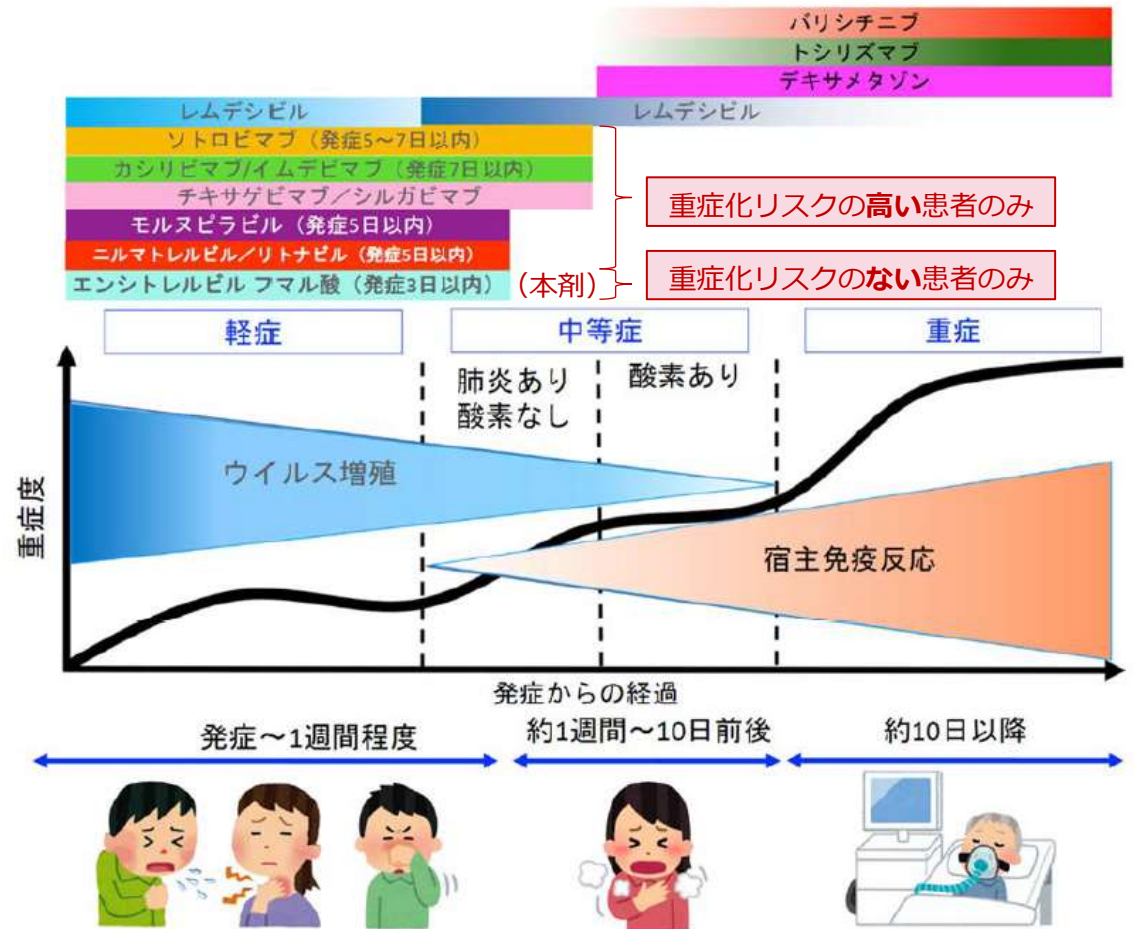 バリシチニブ
トシリズマブ
デキサメタゾン
レムデシビル
レムデシビル
ソトロビマブ（発症5～7日以内）
カシリビマブ/イムデビマブ（発症7日以内）
チキサゲビマブ／シルガビマブ
モルヌピラビル（発症5日以内）
ニルマトレルビル／リトナビル（発症5日以内）
エンシトレルビル フマル酸（発症3日以内）
（本剤）
重症化リスクの高い患者のみ
重症化リスクのない患者のみ
軽症
中等症
重症
肺炎あり
酸素なし
酸素あり
ウイルス増殖
宿主免疫反応
重症度
発症からの経過
発症～1週間程度
約1週間～10日前後
約10日以降